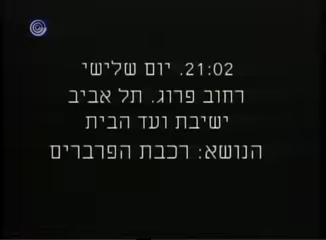 21:02. יום שלישי
רחוב פרוג. תל אביב
ישיבת ועד הבית
הנושא: רכבת הפרברים